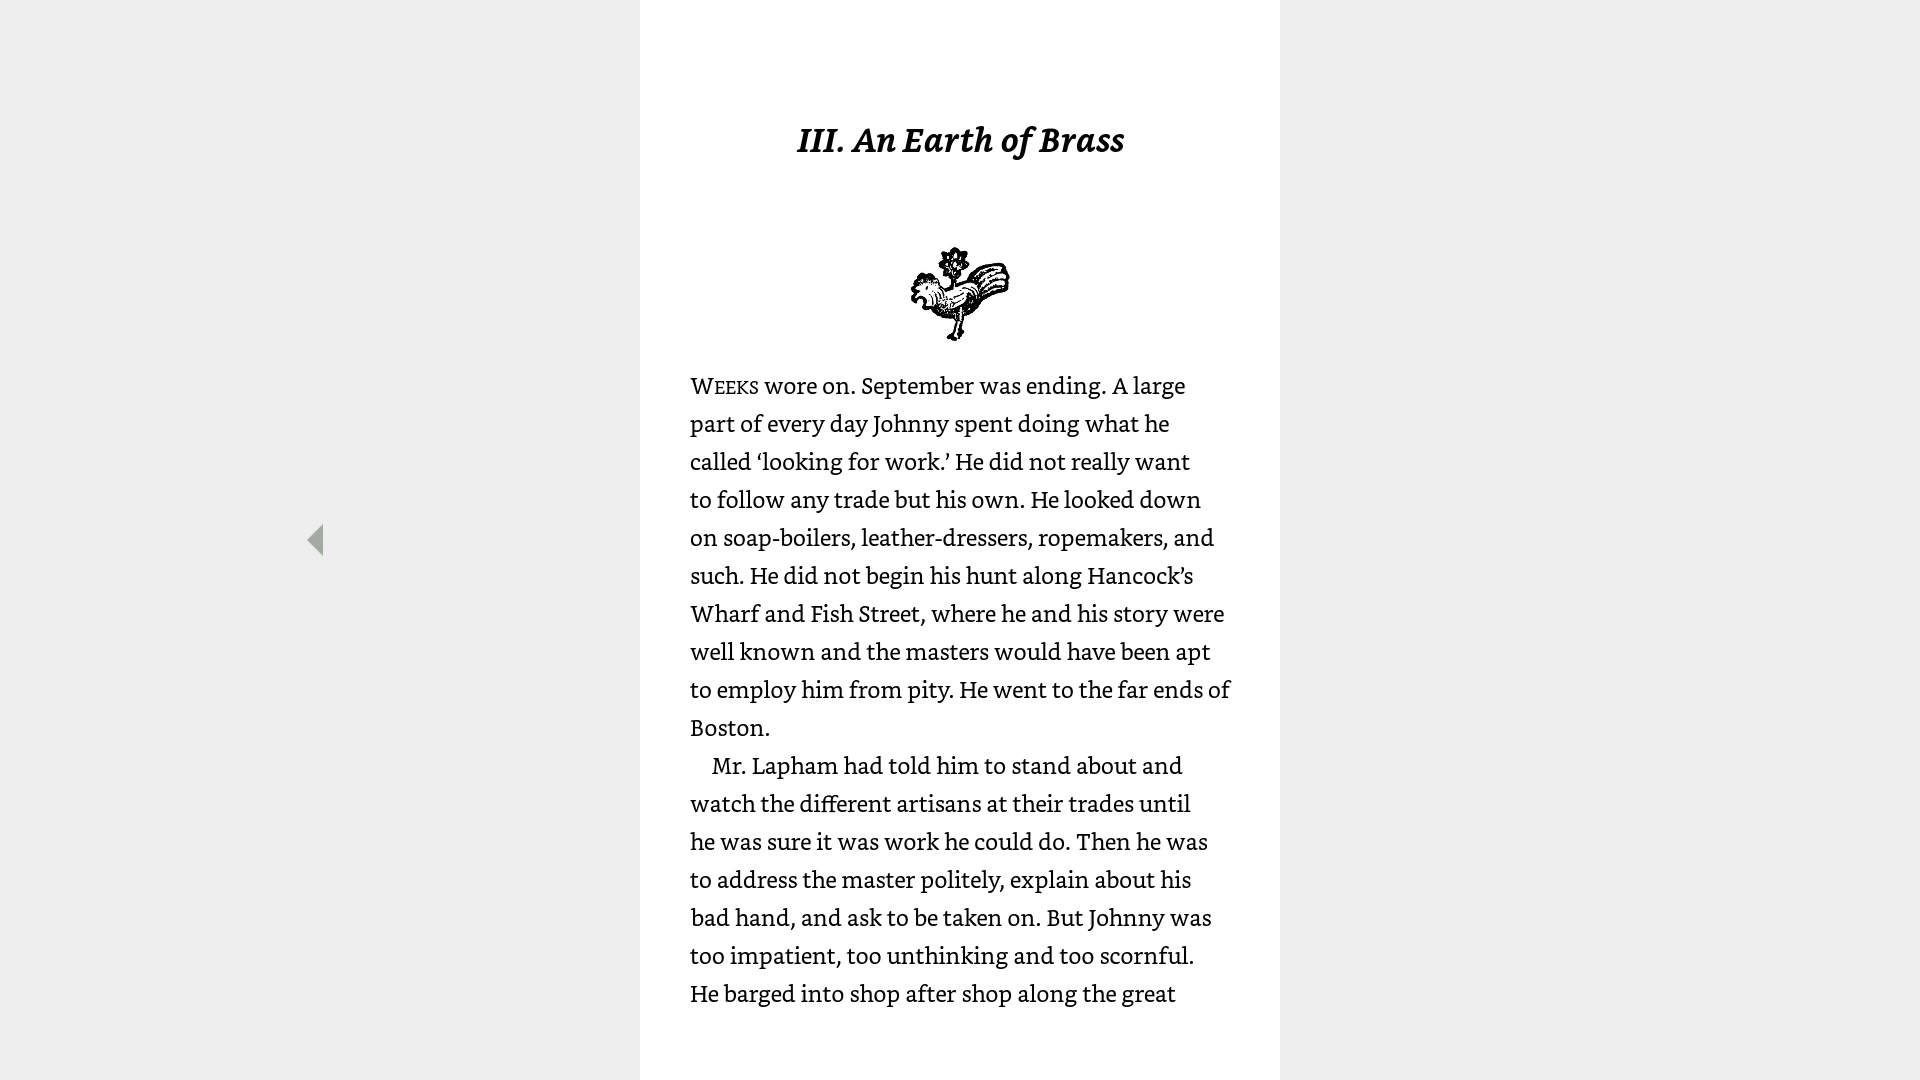 III. An Earth of Brass
WEEKS wore on. September was ending. A large
part of every day Johnny spent doing what he
called ‘looking for work.’ He did not really want
to follow any trade but his own. He looked down
on soap-boilers, leather-dressers, ropemakers, and
such. He did not begin his hunt along Hancock’s
Wharf and Fish Street, where he and his story were
well known and the masters would have been apt
to employ him from pity. He went to the far ends of
Boston.
Mr. Lapham had told him to stand about and
watch the different artisans at their trades until
he was sure it was work he could do. Then he was
to address the master politely, explain about his
bad hand, and ask to be taken on. But Johnny was
too impatient, too unthinking and too scornful.
He barged into shop after shop along the great